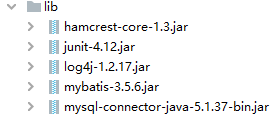 lib
hamcrest-core-1.3.jar
junit-4.12.jar
log4j-1.2.17.jar
mybatis-3.5.6.jar
mysql-connector-java-5.1.37-bin.jar